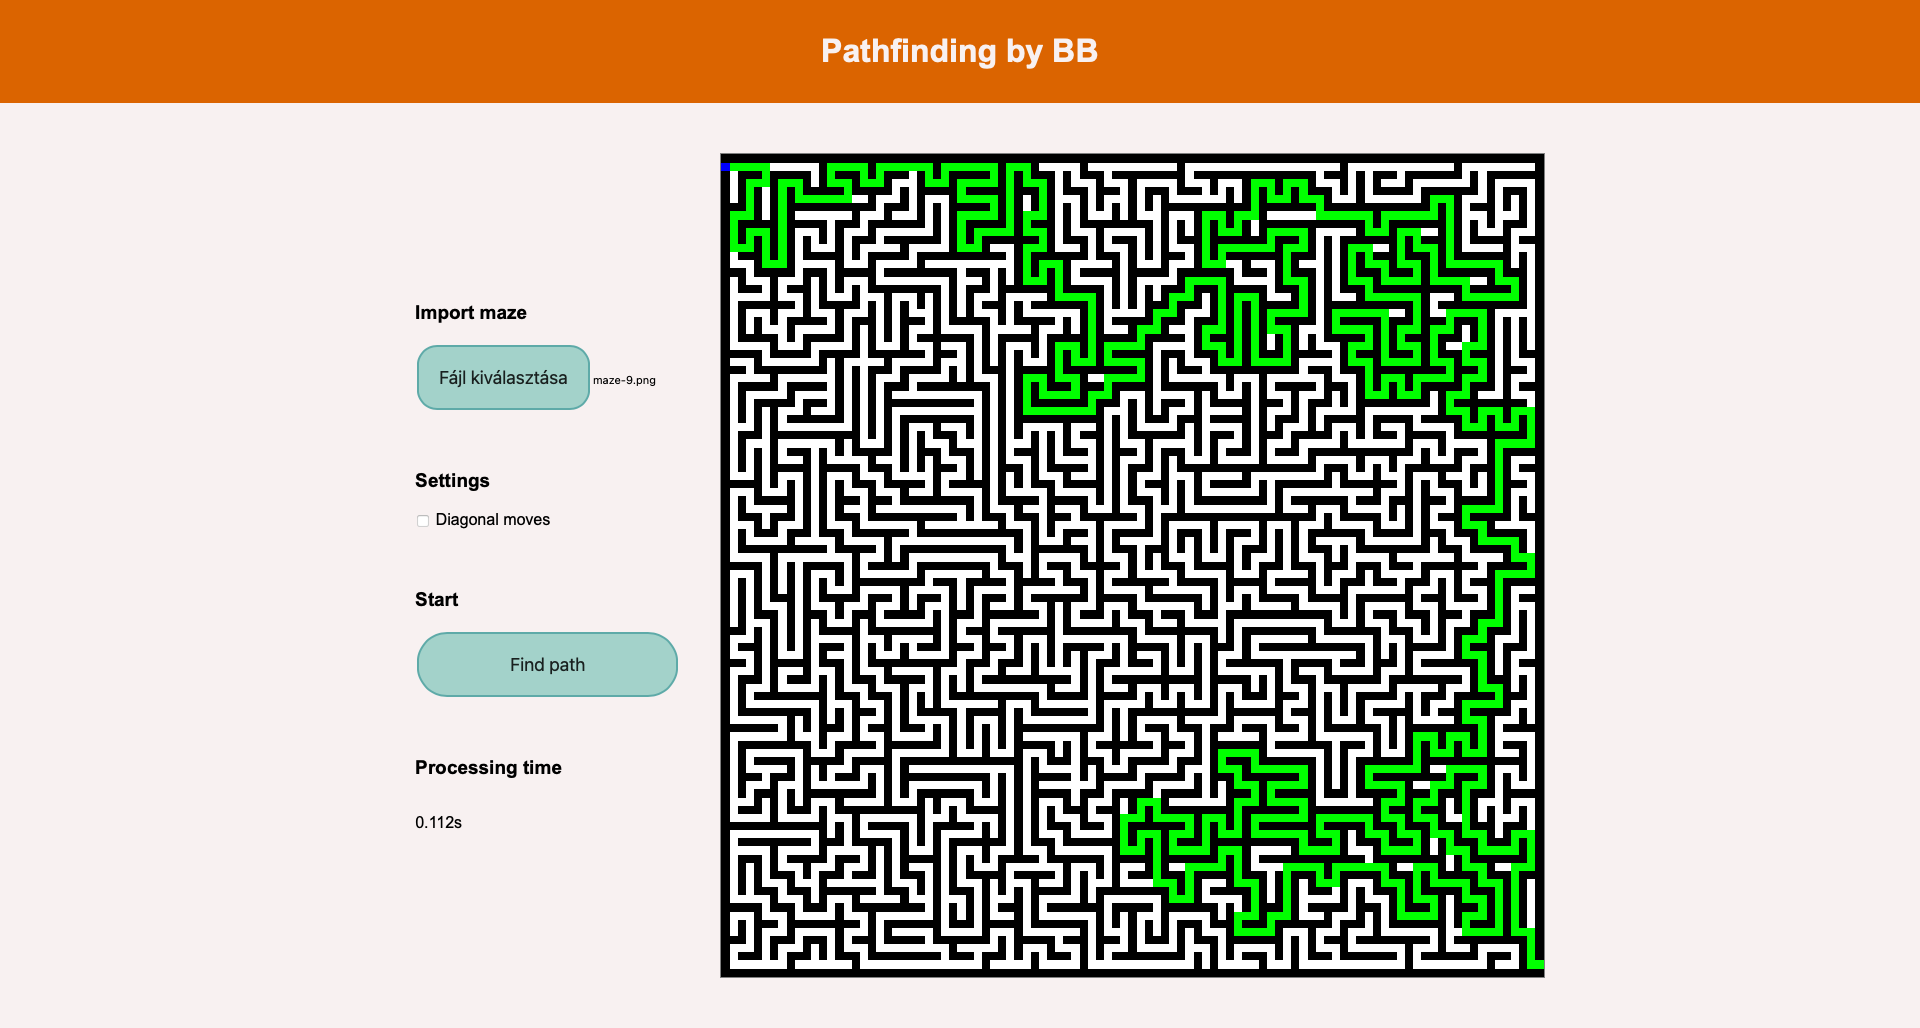 Pathfinding by BB
Import maze
Fájl kiválasztása maze-9.png
Settings
Diagonal moves
Start
Find path
Processing time
0.112s